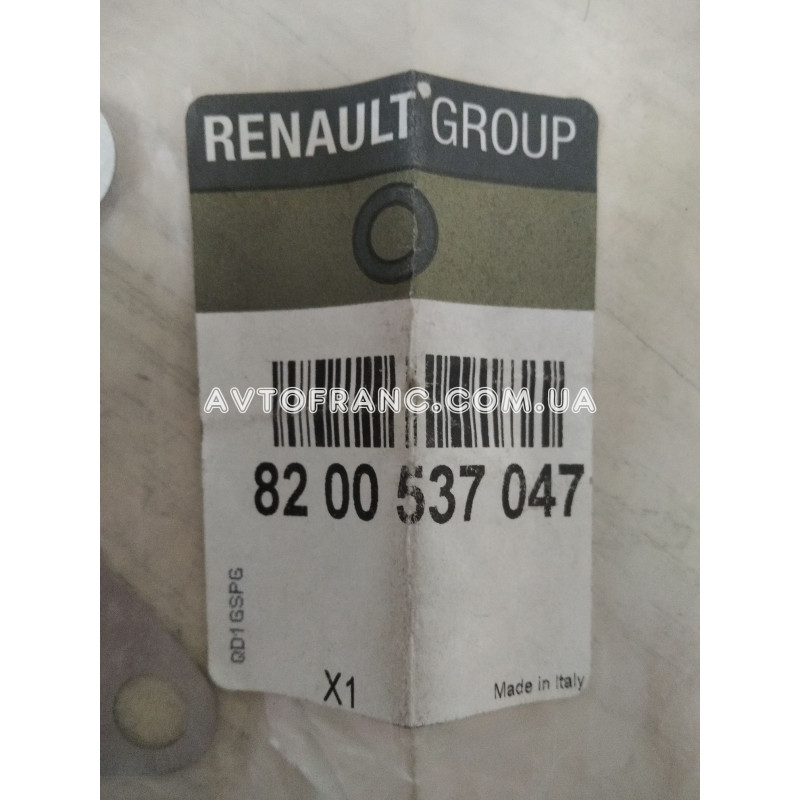 RENAULT GROUP
AVTOFRANC.COM.UA
82 00 537 047
QD1GSPG
X1
Made in Italy